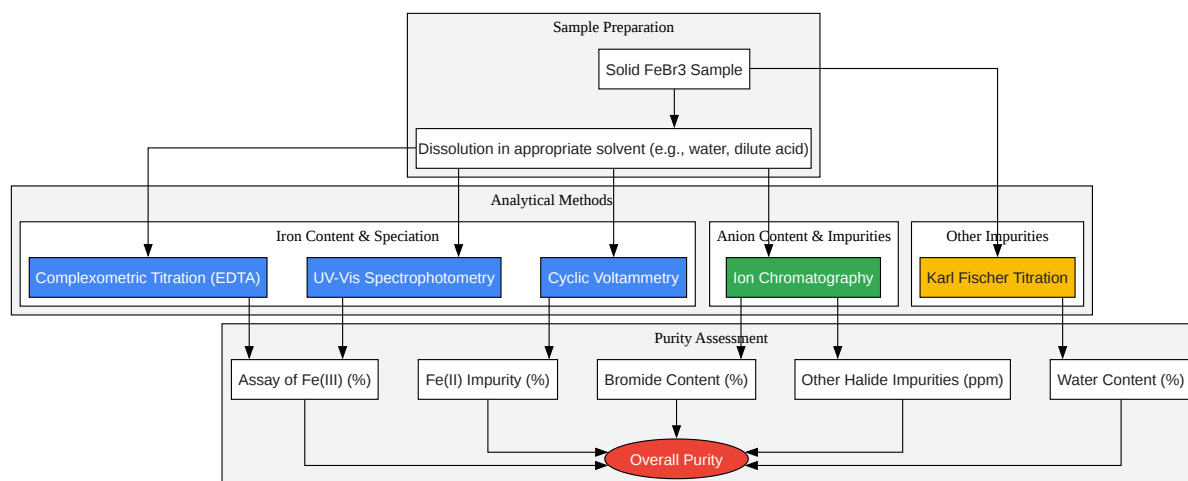 Sample Preparation
Solid FeBr3 Sample
Dissolution in appropriate solvent (e.g., water, dilute acid)
Analytical Methods
Iron Content & Speciation
Anion Content & Impurities
Other Impurities
Complexometric Titration (EDTA)
UV-Vis Spectrophotometry
Cyclic Voltammetry
Ion Chromatography
Karl Fischer Titration
Purity Assessment
Assay of Fe(III) (%)
Fe(II) Impurity (%)
Bromide Content (%)
Other Halide Impurities (ppm)
Water Content (%)
Overall Purity